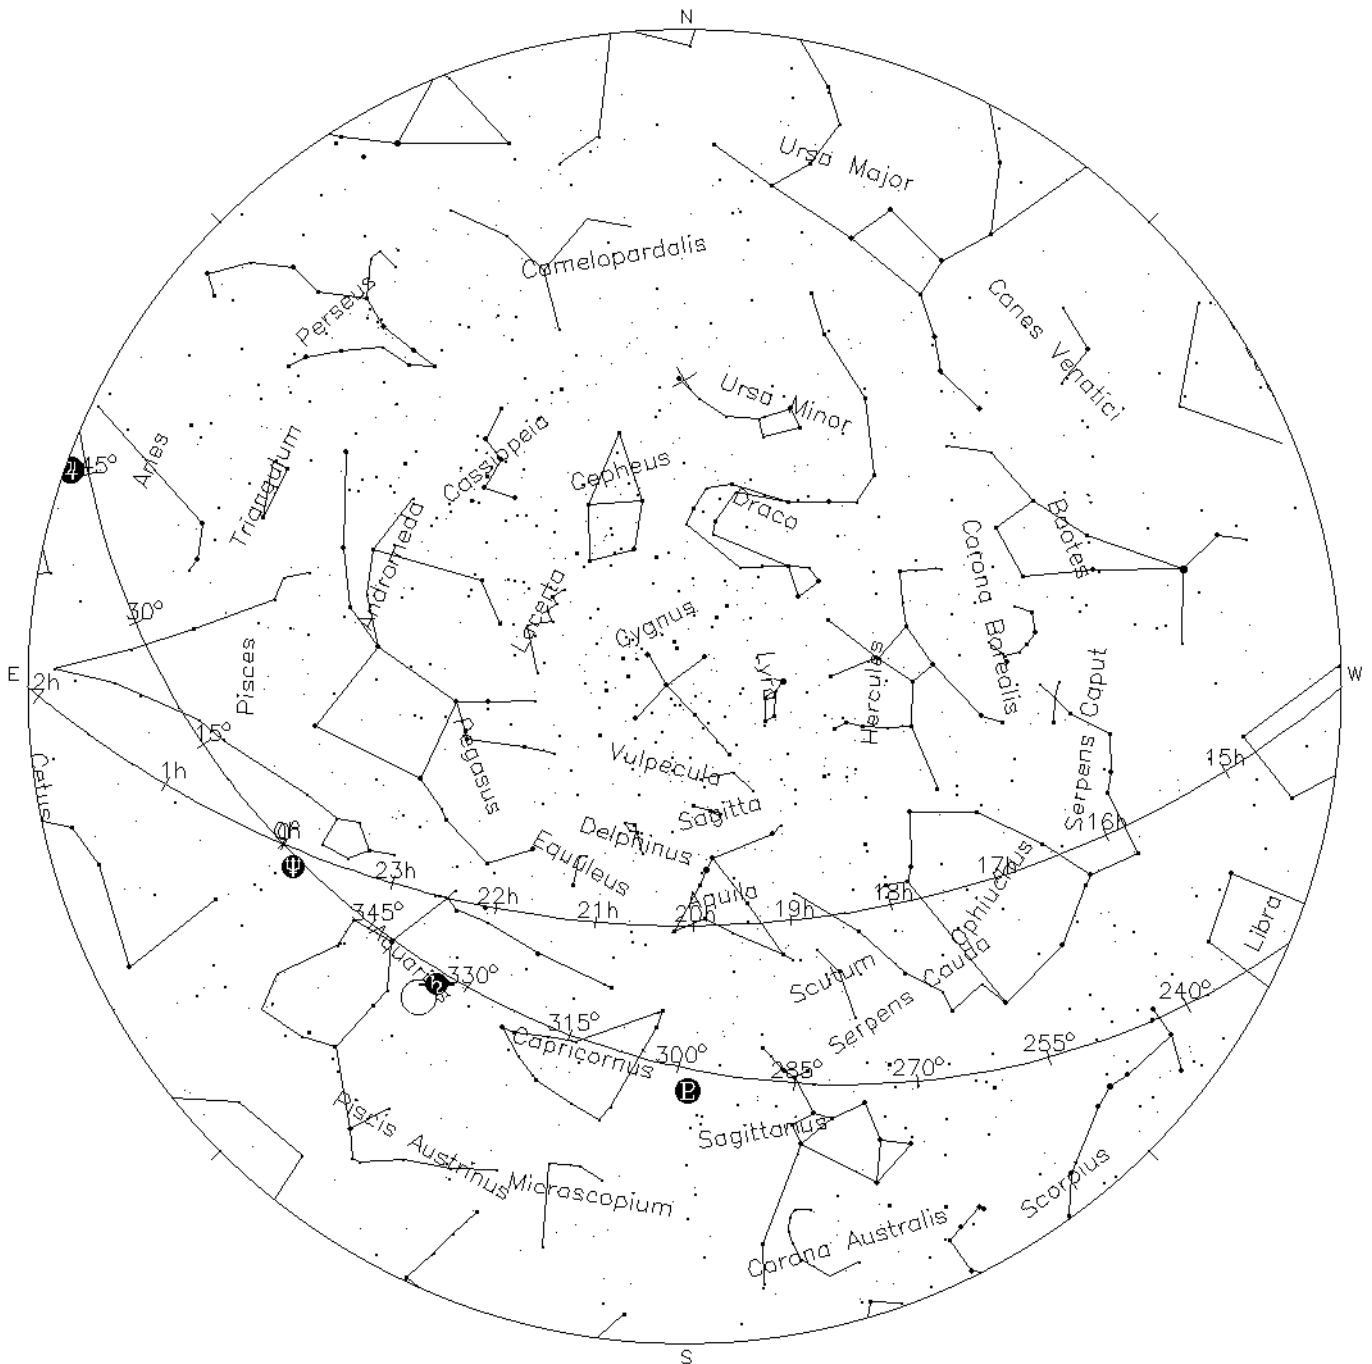 N
Ursa Major
Camelopardalis
Perseus
Canes Venatici
Ursa Minor
Aries
Triangulum
Cassiopeia
Cepheus
Draco
Bootes
♃
45°
Andromeda
Lacerta
Cygnus
Lyra
Hercules
Corona Borealis
Serpens Caput
30°
Pisces
E
W
2h
15°
1h
Cetus
Pegasus
Vulpecula
Sagitta
Delphinus
Equuleus
15h
16h
0°
0h
♆
23h
22h
21h
20h
19h
18h
17h
Aquila
Ophiuchus
Libra
345°
Aquarius
330°
♄
315°
300°
285°
270°
255°
240°
Scutum
Serpens Cauda
Capricornus
P
Sagittarius
Scorpius
Piscis Austrinus
Microscopium
Corona Australis
S